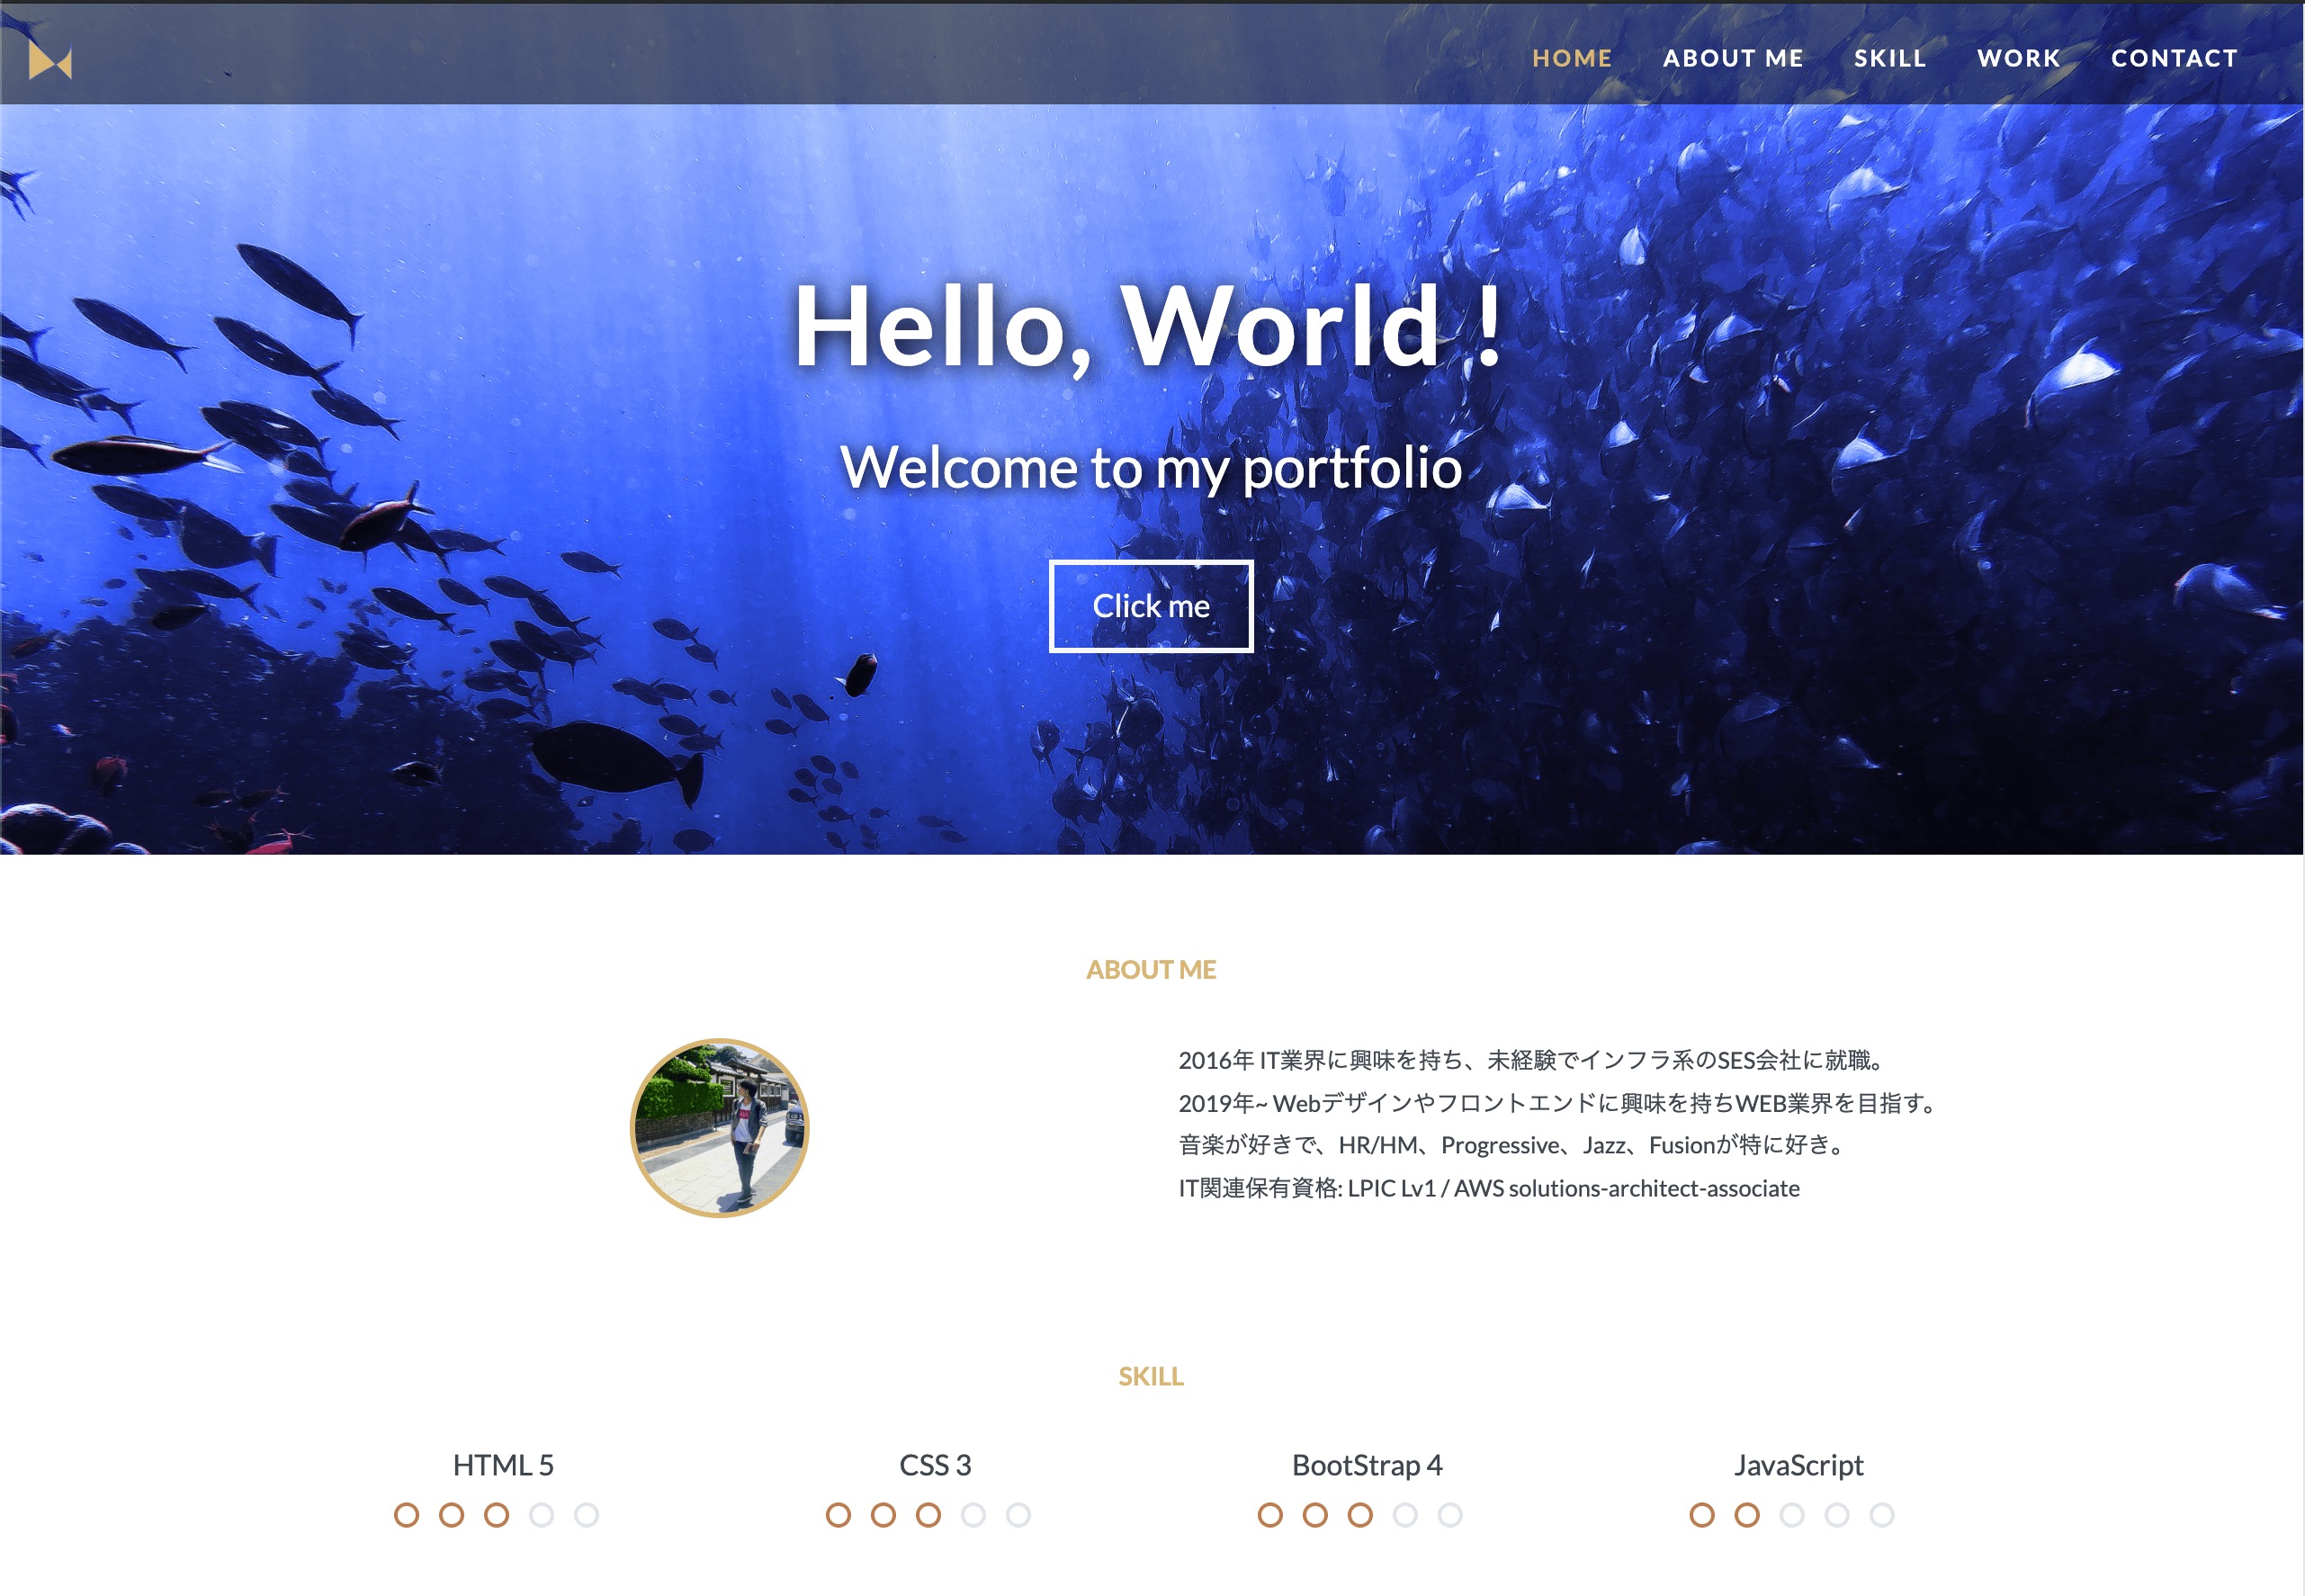 HOME ABOUT ME SKILL WORK CONTACT
Hello, World !
Welcome to my portfolio
Click me
ABOUT ME
2016年 IT業界に興味を持ち、未経験でインフラ系のSES会社に就職。
2019年~ Webデザインやフロントエンドに興味を持ちWEB業界を目指す。
音楽が好きで、HR/HM、Progressive、Jazz、Fusionが特に好き。
IT関連保有資格: LPIC Lv1 / AWS solutions-architect-associate
SKILL
HTML 5 CSS 3 BootStrap 4 JavaScript